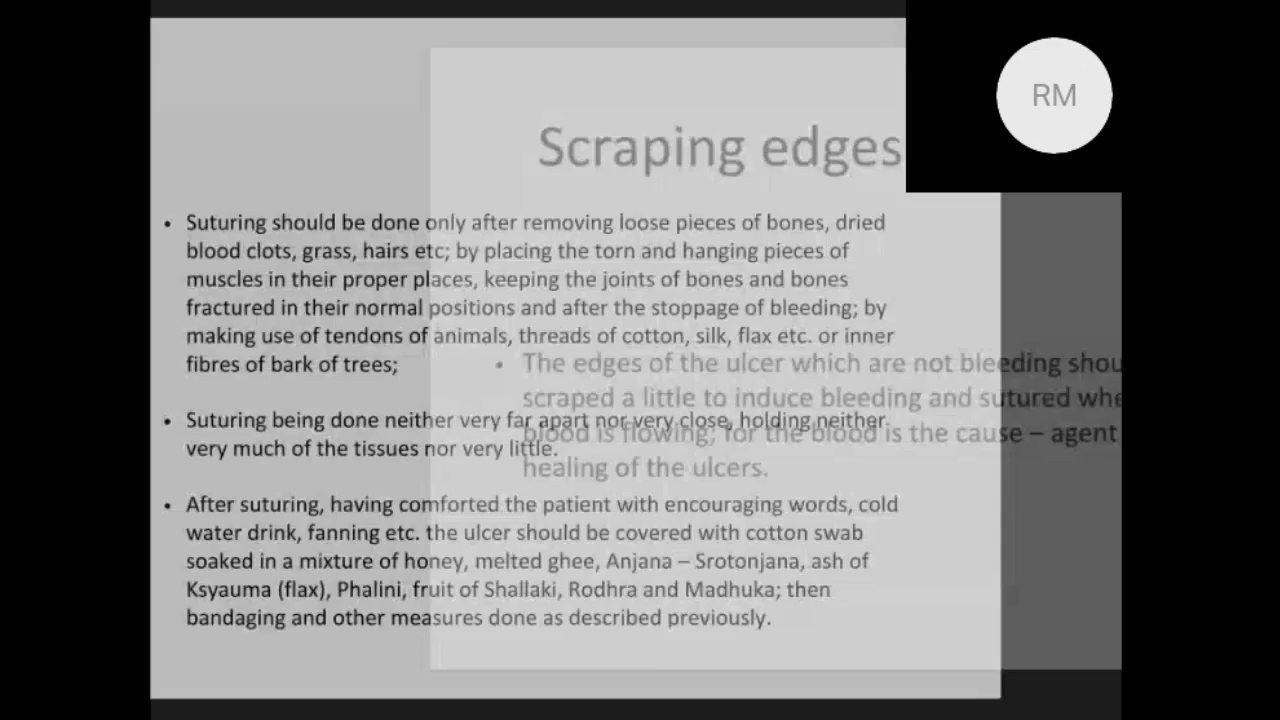 RM
Scraping edges
• Suturing should be done only after removing loose pieces of bones, dried
blood clots, grass, hairs etc; by placing the torn and hanging pieces of
muscles in their proper places, keeping the joints of bones and bones
fractured in their normal positions and after the stoppage of bleeding; by
making use of tendons of animals, threads of cotton, silk, flax etc. or inner
fibres of bark of trees;
• Suturing being done neither very far apart nor very close, holding neither
very much of the tissues nor very little.
• After suturing, having comforted the patient with encouraging words, cold
water drink, fanning etc. the ulcer should be covered with cotton swab
soaked in a mixture of honey, melted ghee, Anjana – Srotonjana, ash of
Ksyauma (flax), Phalini, fruit of Shallaki, Rodhra and Madhuka; then
bandaging and other measures done as described previously.
• The edges of the ulcer which are not bleeding shou
scraped a little to induce bleeding and sutured whe
blood is flowing; for the blood is the cause – agent
healing of the ulcers.